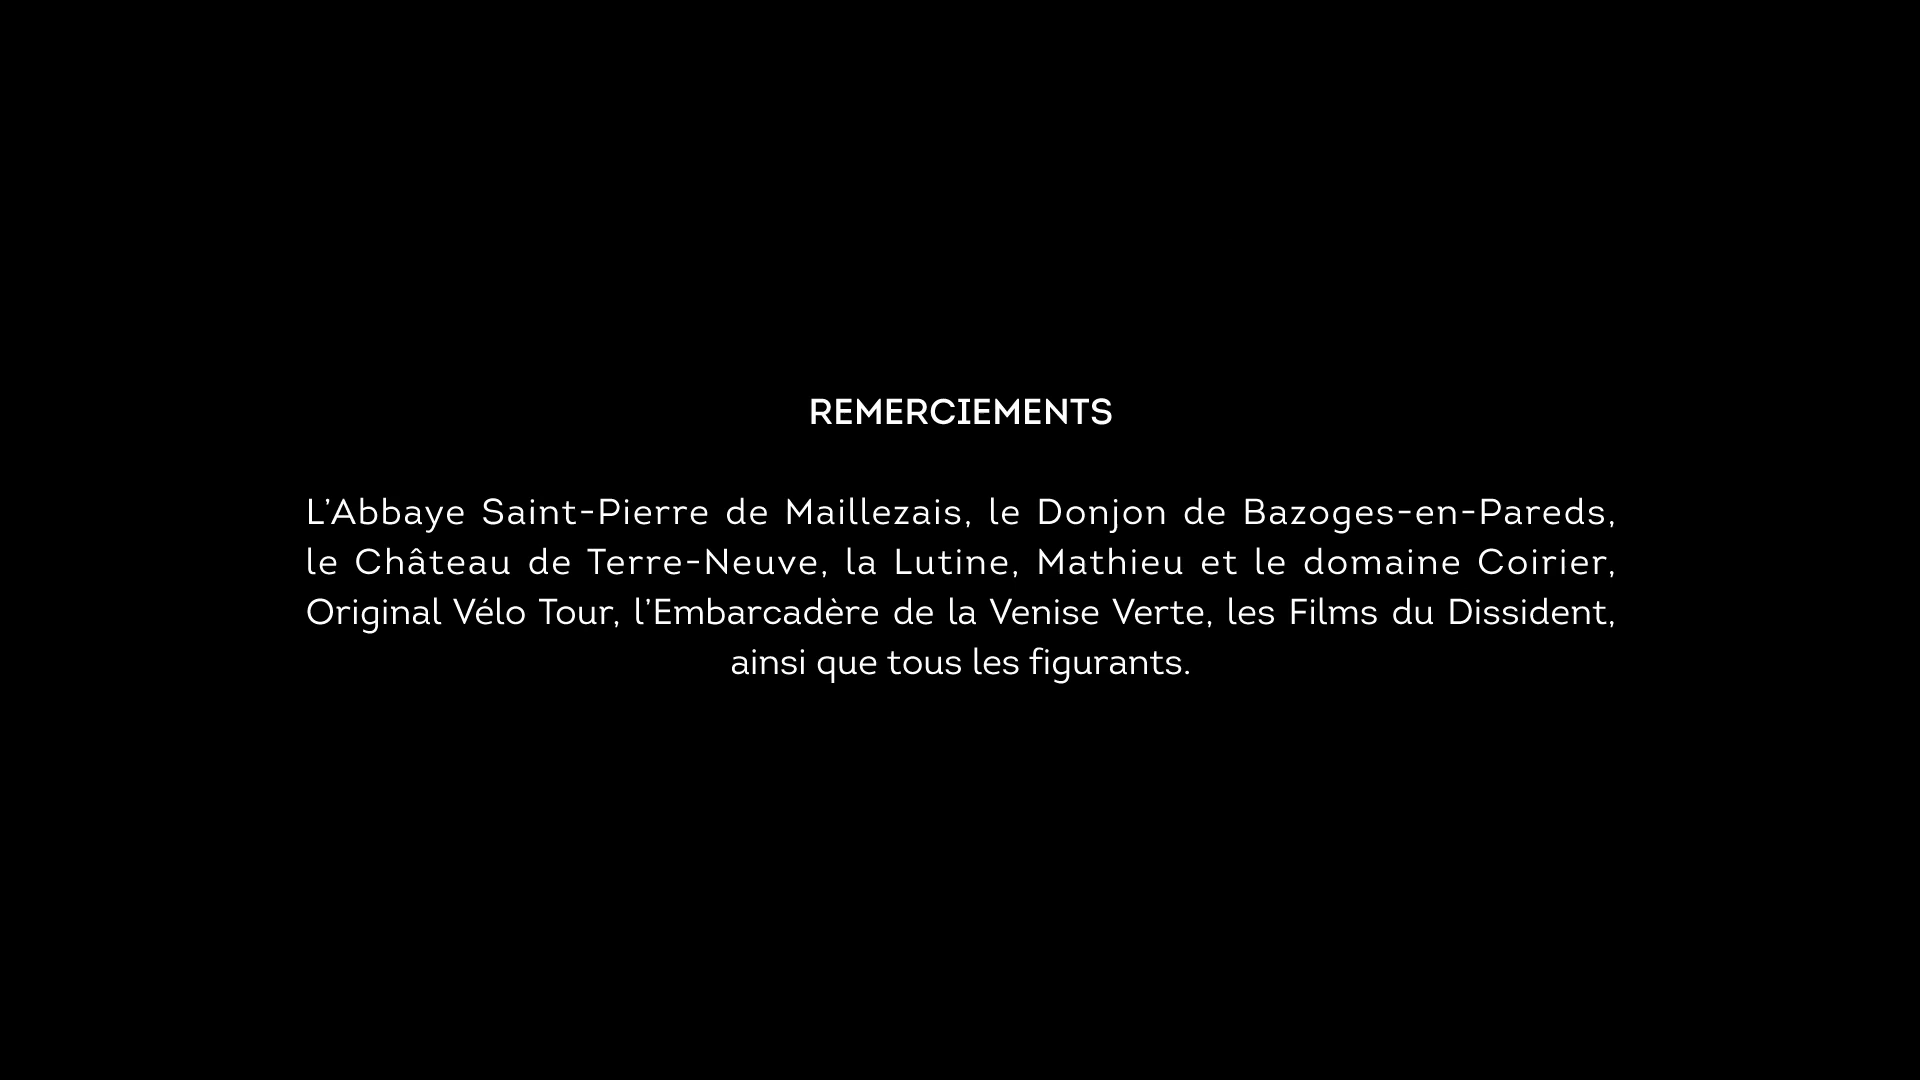 REMERCIEMENTS
L’Abbaye Saint-Pierre de Maillezais, le Donjon de Bazoges-en-Pareds,
le Château de Terre-Neuve, la Lutine, Mathieu et le domaine Coirier,
Original Vélo Tour, l’Embarcadère de la Venise Verte, les Films du Dissident,
ainsi que tous les figurants.